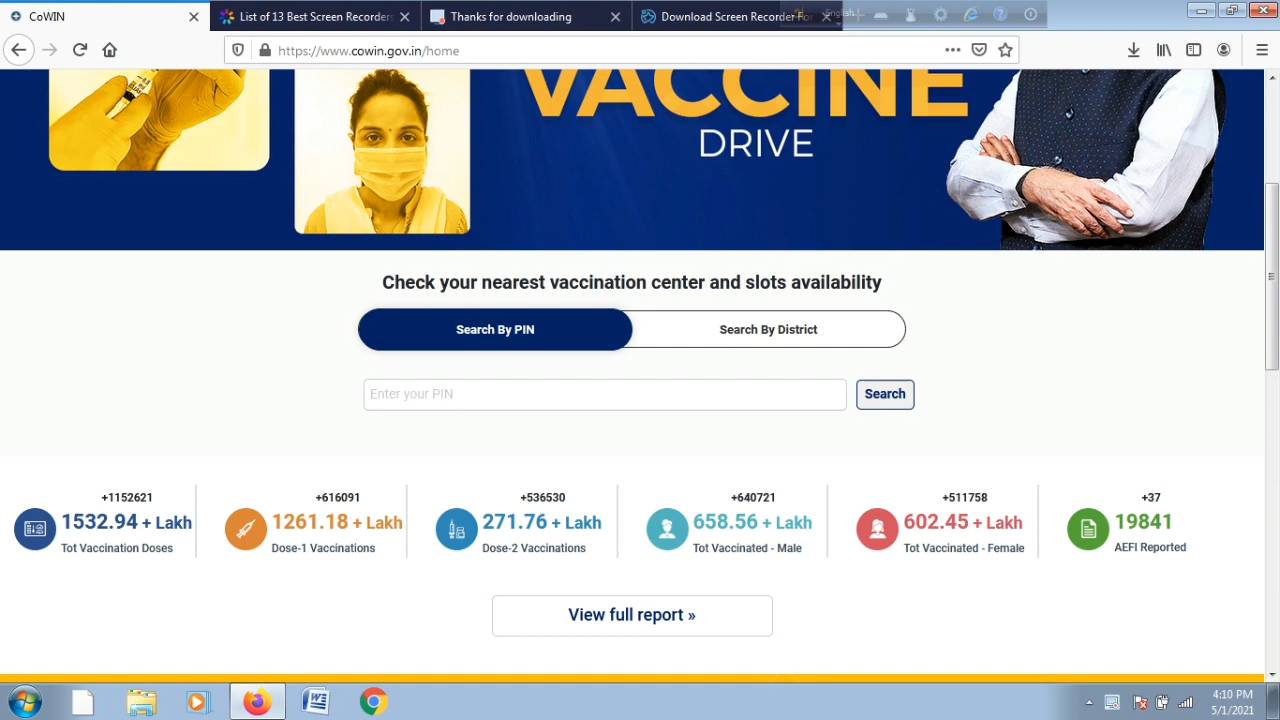 CoWIN
List of 13 Best Screen Recorders
Thanks for downloading
Download Screen Recorder For
English
https://www.cowin.gov.in/home
VACCINE
DRIVE
Check your nearest vaccination center and slots availability
Search By PIN
Search By District
Enter your PIN
Search
+1152621
1532.94 + Lakh
Tot Vaccination Doses
+616091
1261.18 + Lakh
Dose-1 Vaccinations
+536530
271.76 + Lakh
Dose-2 Vaccinations
+640721
658.56 + Lakh
Tot Vaccinated - Male
+511758
602.45 + Lakh
Tot Vaccinated - Female
+37
19841
AEFI Reported
View full report »
4:10 PM
5/1/2021